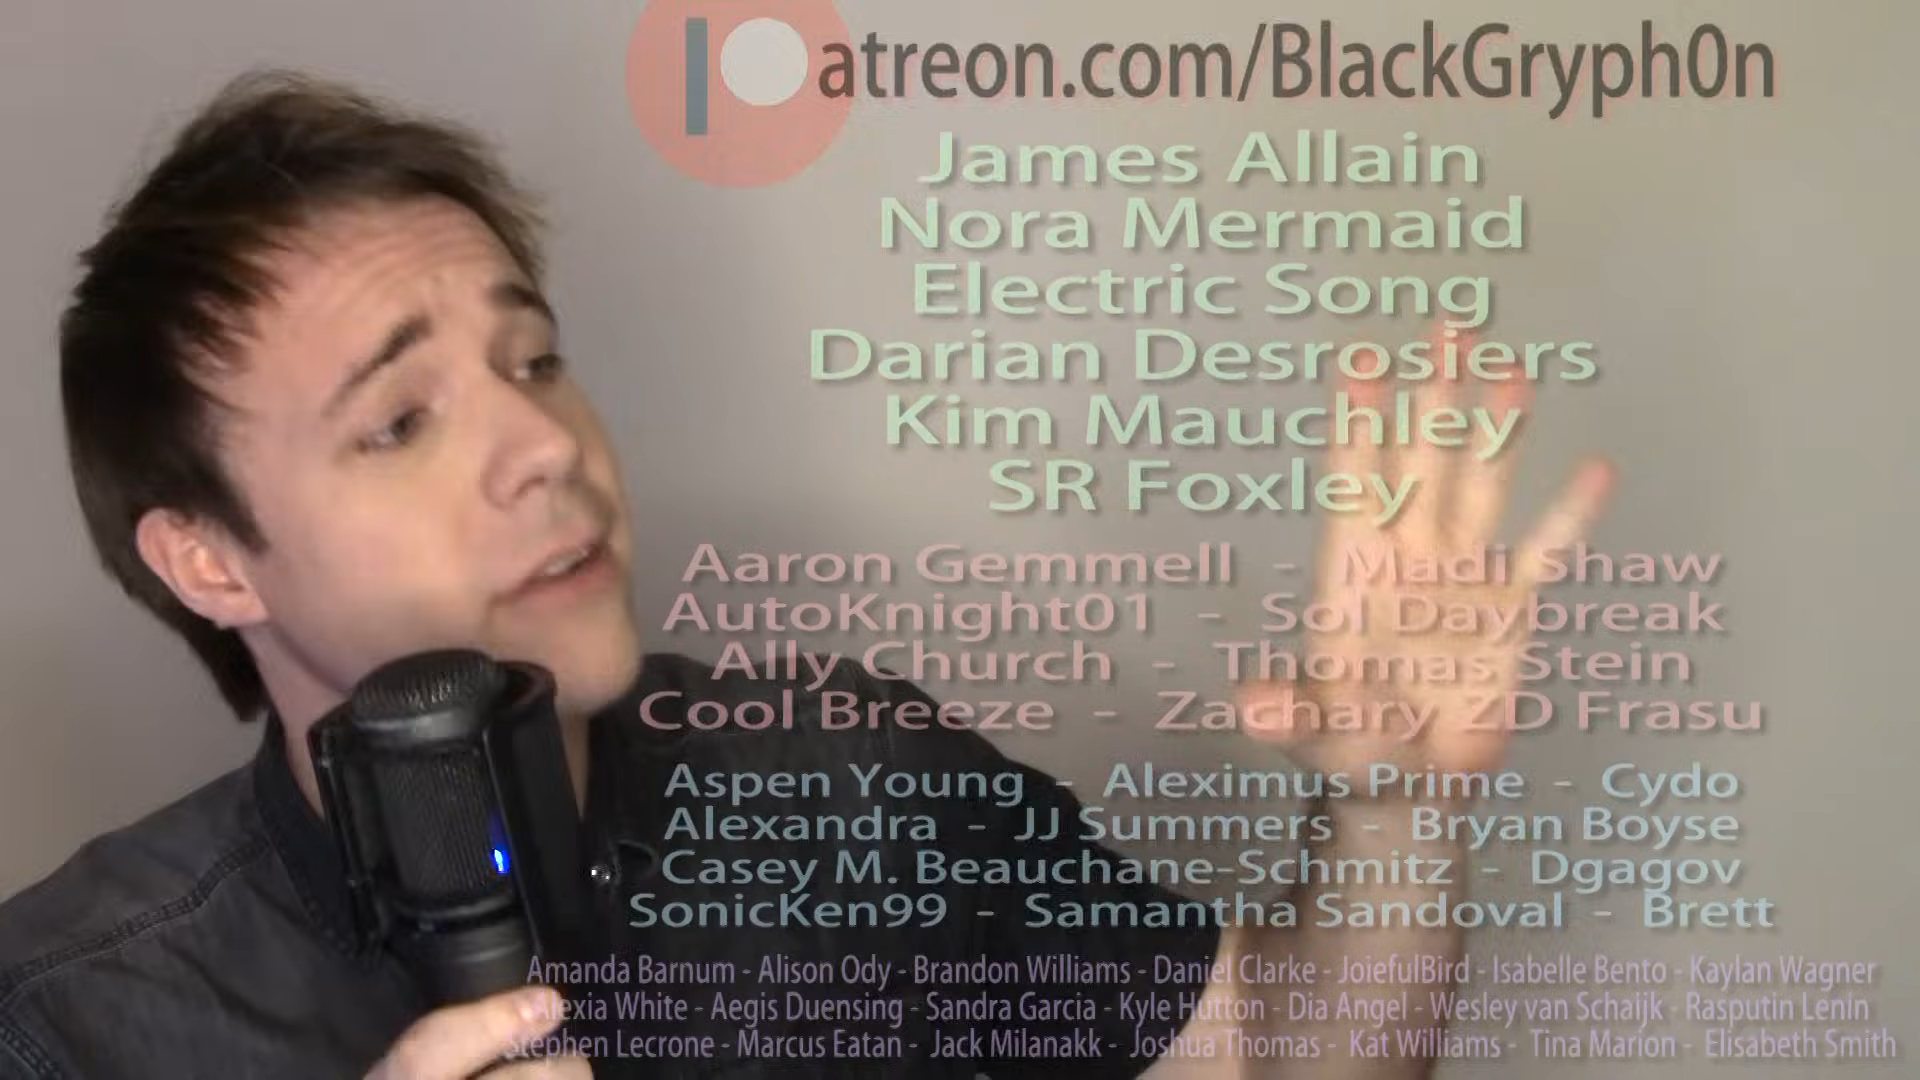 Patreon.com/BlackGryph0n
James Allain
Nora Mermaid
Electric Song
Darian Desrosiers
Kim Mauchley
SR Foxley
Aaron Gemmell - Madi Shaw
AutoKnight01 - Sol Daybreak
Ally Church - Thomas Stein
Cool Breeze - Zachary ZD Frasu
Aspen Young - Aleximus Prime - Cydo
Alexandra - JJ Summers - Bryan Boyse
Casey M. Beauchane-Schmitz - Dgagov
SonicKen99 - Samantha Sandoval - Brett
Amanda Barnum - Alison Ody - Brandon Williams - Daniel Clarke - JoiefulBird - Isabelle Bento - Kaylan Wagner
Alexia White - Aegis Duensing - Sandra Garcia - Kyle Hutton - Dia Angel - Wesley van Schaijk - Rasputin Lenin
Stephen Lecrone - Marcus Eatan - Jack Milanakk - Joshua Thomas - Kat Williams - Tina Marion - Elisabeth Smith